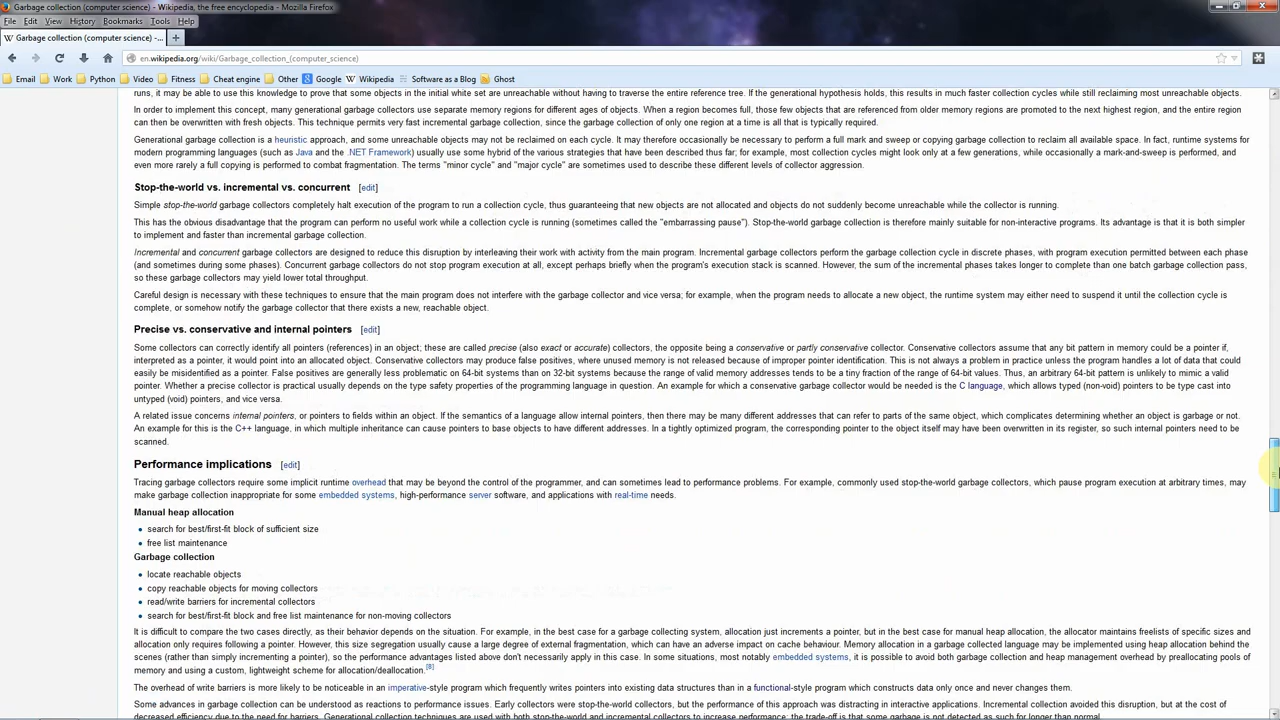 Garbage collection (computer science) - Wikipedia, the free encyclopedia - Mozilla Firefox
File Edit View History Bookmarks Tools Help
W Garbage collection (computer science) -... +
en.wikipedia.org/wiki/Garbage_collection_(computer_science)
Email Work Python Video Fitness Cheat engine Other Google Wikipedia Software as a Blog Ghost
runs, it may be able to use this knowledge to prove that some objects in the initial white set are unreachable without having to traverse the entire reference tree. If the generational hypothesis holds, this results in much faster collection cycles while still reclaiming most unreachable objects.
In order to implement this concept, many generational garbage collectors use separate memory regions for different ages of objects. When a region becomes full, those few objects that are referenced from older memory regions are promoted to the next highest region, and the entire region
can then be overwritten with fresh objects. This technique permits very fast incremental garbage collection, since the garbage collection of only one region at a time is all that is typically required.
Generational garbage collection is a heuristic approach, and some unreachable objects may not be reclaimed on each cycle. It may therefore occasionally be necessary to perform a full mark and sweep or copying garbage collection to reclaim all available space. In fact, runtime systems for
modern programming languages (such as Java and the .NET Framework) usually use some hybrid of the various strategies that have been described thus far; for example, most collection cycles might look only at a few generations, while occasionally a mark-and-sweep is performed, and
even more rarely a full copying is performed to combat fragmentation. The terms "minor cycle" and "major cycle" are sometimes used to describe these different levels of collector aggression.
Stop-the-world vs. incremental vs. concurrent [edit]
Simple stop-the-world garbage collectors completely halt execution of the program to run a collection cycle, thus guaranteeing that new objects are not allocated and objects do not suddenly become unreachable while the collector is running.
This has the obvious disadvantage that the program can perform no useful work while a collection cycle is running (sometimes called the "embarrassing pause"). Stop-the-world garbage collection is therefore mainly suitable for non-interactive programs. Its advantage is that it is both simpler
to implement and faster than incremental garbage collection.
Incremental and concurrent garbage collectors are designed to reduce this disruption by interleaving their work with activity from the main program. Incremental garbage collectors perform the garbage collection cycle in discrete phases, with program execution permitted between each phase
(and sometimes during some phases). Concurrent garbage collectors do not stop program execution at all, except perhaps briefly when the program's execution stack is scanned. However, the sum of the incremental phases takes longer to complete than one batch garbage collection pass,
so these garbage collectors may yield lower total throughput.
Careful design is necessary with these techniques to ensure that the main program does not interfere with the garbage collector and vice versa; for example, when the program needs to allocate a new object, the runtime system may either need to suspend it until the collection cycle is
complete, or somehow notify the garbage collector that there exists a new, reachable object.
Precise vs. conservative and internal pointers [edit]
Some collectors can correctly identify all pointers (references) in an object; these are called precise (also exact or accurate) collectors, the opposite being a conservative or partly conservative collector. Conservative collectors assume that any bit pattern in memory could be a pointer if,
interpreted as a pointer, it would point into an allocated object. Conservative collectors may produce false positives, where unused memory is not released because of improper pointer identification. This is not always a problem in practice unless the program handles a lot of data that could
easily be misidentified as a pointer. False positives are generally less problematic on 64-bit systems than on 32-bit systems because the range of valid memory addresses tends to be a tiny fraction of the range of 64-bit values. Thus, an arbitrary 64-bit pattern is unlikely to mimic a valid
pointer. Whether a precise collector is practical usually depends on the type safety properties of the programming language in question. An example for which a conservative garbage collector would be needed is the C language, which allows typed (non-void) pointers to be type cast into
untyped (void) pointers, and vice versa.
A related issue concerns internal pointers, or pointers to fields within an object. If the semantics of a language allow internal pointers, then there may be many different addresses that can refer to parts of the same object, which complicates determining whether an object is garbage or not.
An example for this is the C++ language, in which multiple inheritance can cause pointers to base objects to have different addresses. In a tightly optimized program, the corresponding pointer to the object itself may have been overwritten in its register, so such internal pointers need to be
scanned.
Performance implications [edit]
Tracing garbage collectors require some implicit runtime overhead that may be beyond the control of the programmer, and can sometimes lead to performance problems. For example, commonly used stop-the-world garbage collectors, which pause program execution at arbitrary times, may
make garbage collection inappropriate for some embedded systems, high-performance server software, and applications with real-time needs.
Manual heap allocation
• search for best/first-fit block of sufficient size
• free list maintenance
Garbage collection
• locate reachable objects
• copy reachable objects for moving collectors
• read/write barriers for incremental collectors
• search for best/first-fit block and free list maintenance for non-moving collectors
It is difficult to compare the two cases directly, as their behavior depends on the situation. For example, in the best case for a garbage collecting system, allocation just increments a pointer, but in the best case for manual heap allocation, the allocator maintains freelists of specific sizes and
allocation only requires following a pointer. However, this size segregation usually cause a large degree of external fragmentation, which can have an adverse impact on cache behaviour. Memory allocation in a garbage collected language may be implemented using heap allocation behind the
scenes (rather than simply incrementing a pointer), so the performance advantages listed above don't necessarily apply in this case. In some situations, most notably embedded systems, it is possible to avoid both garbage collection and heap management overhead by preallocating pools of
memory and using a custom, lightweight scheme for allocation/deallocation.[8]
The overhead of write barriers is more likely to be noticeable in an imperative-style program which frequently writes pointers into existing data structures than in a functional-style program which constructs data only once and never changes them.
Some advances in garbage collection can be understood as reactions to performance issues. Early collectors were stop-the-world collectors, but the performance of this approach was distracting in interactive applications. Incremental collection avoided this disruption, but at the cost of
decreased efficiency due to the need for barriers. Generational collection techniques are used with both stop-the-world and incremental collectors to increase performance; the trade-off is that some garbage is not detected as such for longer than normal.